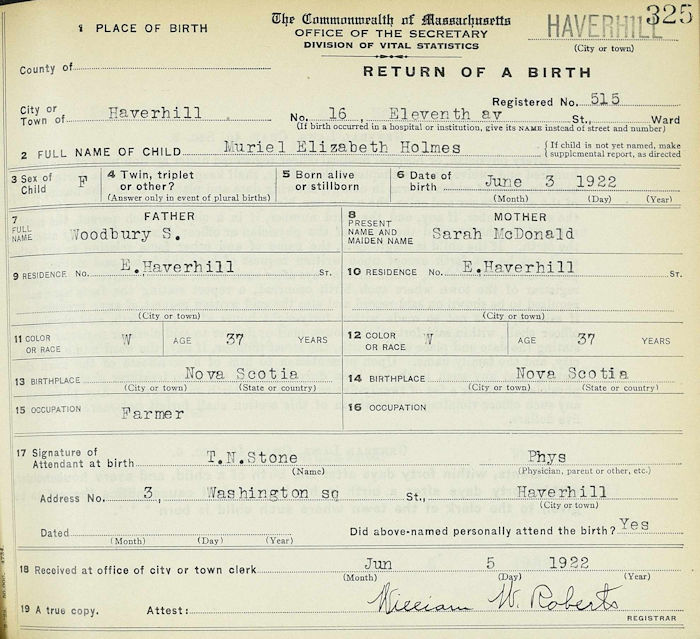 325
HAVERHILL
(City or town)
The Commonwealth of Massachusetts
OFFICE OF THE SECRETARY
DIVISION OF VITAL STATISTICS
1 PLACE OF BIRTH
County of
RETURN OF A BIRTH
Registered No. 515
City or Town of Haverhill No. 16, Eleventh av St., Ward
(If birth occurred in a hospital or institution, give its NAME instead of street and number)
2 FULL NAME OF CHILD Muriel Elizabeth Holmes { If child is not yet named, make supplemental report, as directed
3 Sex of Child F 4 Twin, triplet or other? 5 Born alive or stillborn 6 Date of birth June 3 1922
(Answer only in event of plural births) (Month) (Day) (Year)
7 FULL NAME FATHER Woodbury S. 8 PRESENT NAME AND MAIDEN NAME MOTHER Sarah McDonald
9 RESIDENCE No. E.Haverhill ST. 10 RESIDENCE No. E.Haverhill ST.
(City or town) (City or town)
11 COLOR OR RACE W AGE 37 YEARS 12 COLOR OR RACE W AGE 37 YEARS
13 BIRTHPLACE Nova Scotia 14 BIRTHPLACE Nova Scotia
(City or town) (State or country) (City or town) (State or country)
15 OCCUPATION Farmer 16 OCCUPATION
17 Signature of Attendant at birth T.N.Stone Phys
(Name) (Physician, parent or other, etc.)
Address No. 3, Washington sq St., Haverhill
(City or town)
Dated Did above-named personally attend the birth? Yes
(Month) (Day) (Year)
18 Received at office of city or town clerk Jun 5 1922
(Month) (Day) (Year)
19 A true copy. Attest: William W. Roberts
REGISTRAR